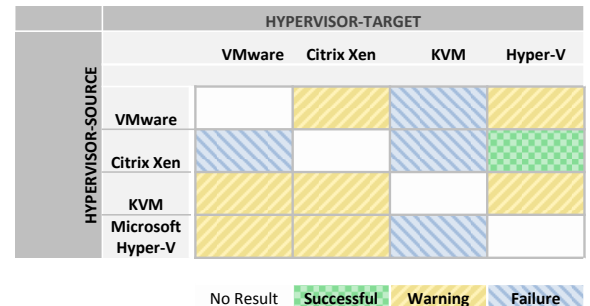 HYPERVISOR-TARGET
VMware Citrix Xen KVM Hyper-V
HYPERVISOR-SOURCE
VMware
Citrix Xen
KVM
Microsoft
Hyper-V
No Result Successful Warning Failure